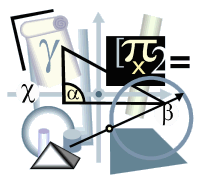 γ [πx2 =
χ α β